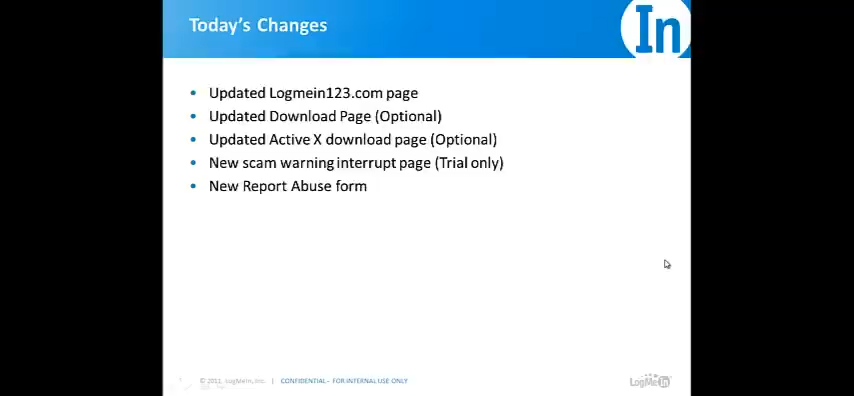 Today's Changes
In
• Updated Logmein123.com page
• Updated Download Page (Optional)
• Updated Active X download page (Optional)
• New scam warning interrupt page (Trial only)
• New Report Abuse form
© 2011, LogMeIn, Inc. | CONFIDENTIAL - FOR INTERNAL USE ONLY
LogMeIn